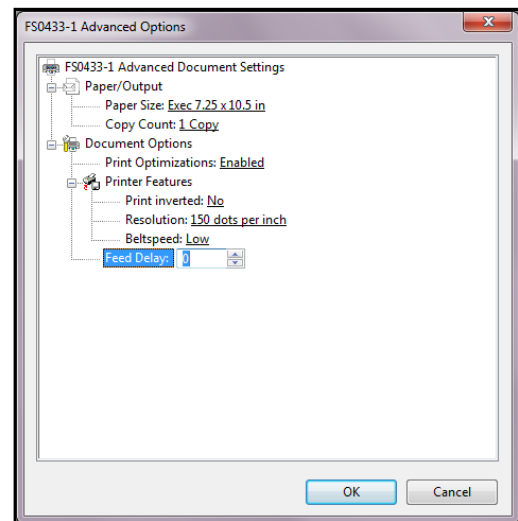 FS0433-1 Advanced Options
FS0433-1 Advanced Document Settings
Paper/Output
Paper Size: Exec 7.25 x 10.5 in
Copy Count: 1 Copy
Document Options
Print Optimizations: Enabled
Printer Features
Print inverted: No
Resolution: 150 dots per inch
Beltspeed: Low
Feed Delay: 0
OK Cancel